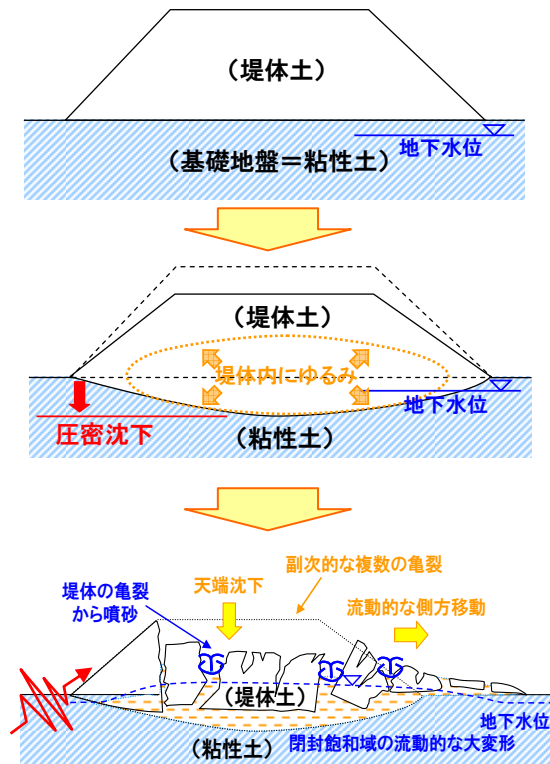 (堤体土)
地下水位
(基礎地盤＝粘性土)
(堤体土)
堤体内にゆるみ
地下水位
圧密沈下
(粘性土)
副次的な複数の亀裂
天端沈下
堤体の亀裂
から噴砂
流動的な側方移動
(堤体土)
地下水位
(粘性土)
閉封飽和域の流動的な大変形